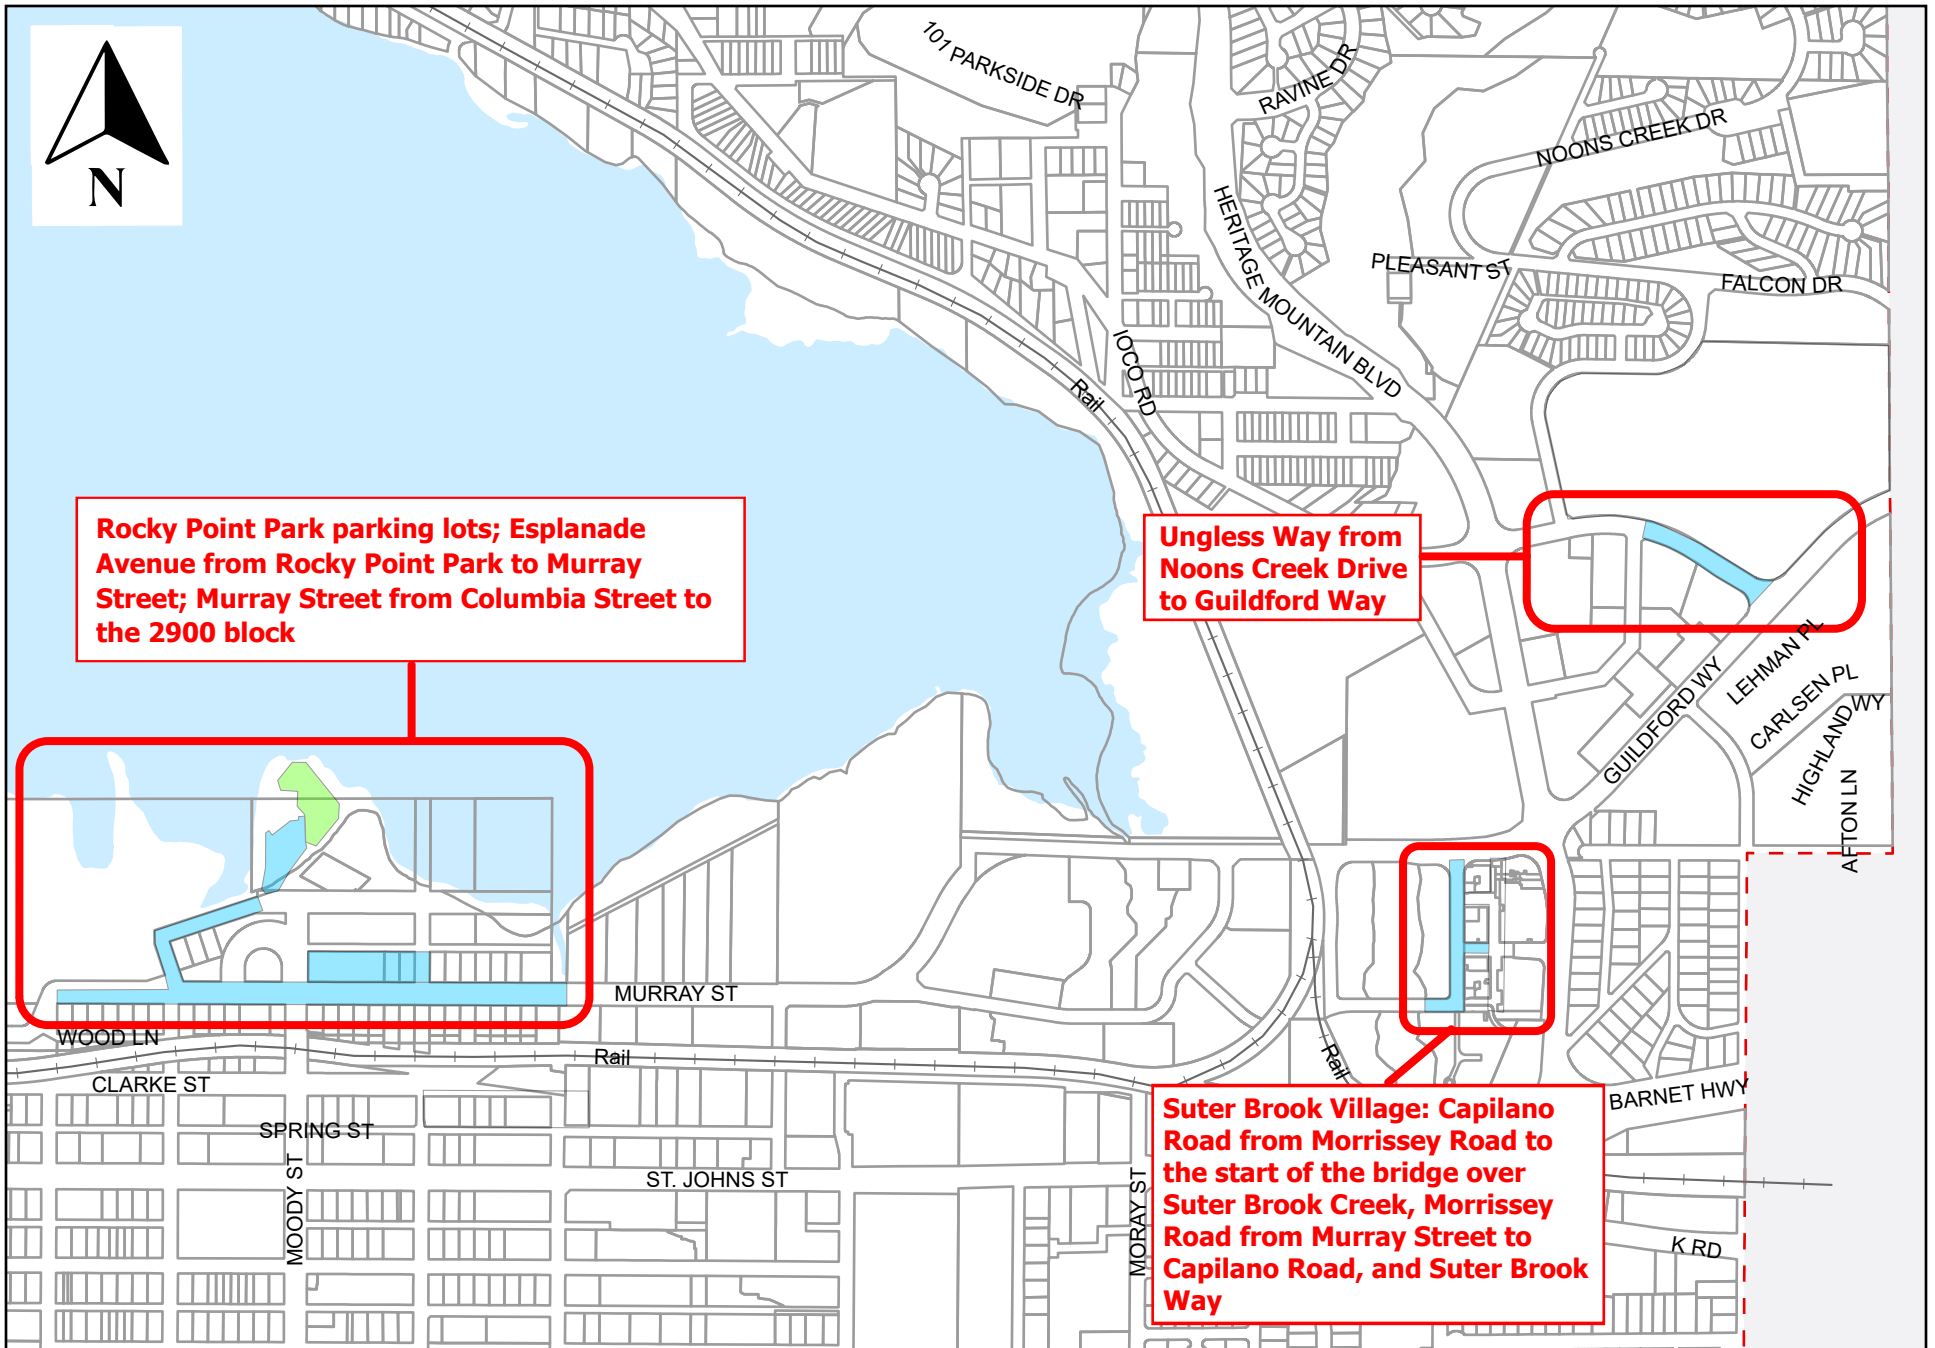 N
101 PARKSIDE DR
RAVINE DR
NOONS CREEK DR
HERITAGE MOUNTAIN BLVD
PLEASANT ST
FALCON DR
IOCO RD
Rail
Rocky Point Park parking lots; Esplanade
Avenue from Rocky Point Park to Murray
Street; Murray Street from Columbia Street to
the 2900 block
Ungless Way from
Noons Creek Drive
to Guildford Way
GUILDFORD WY
LEHMAN PL
CARLSEN PL
HIGHLAND WY
AFTON LN
MURRAY ST
WOOD LN
Rail
Rail
CLARKE ST
BARNET HWY
SPRING ST
MOODY ST
ST. JOHNS ST
MORAY ST
Suter Brook Village: Capilano
Road from Morrissey Road to
the start of the bridge over
Suter Brook Creek, Morrissey
Road from Murray Street to
Capilano Road, and Suter Brook
Way
K RD